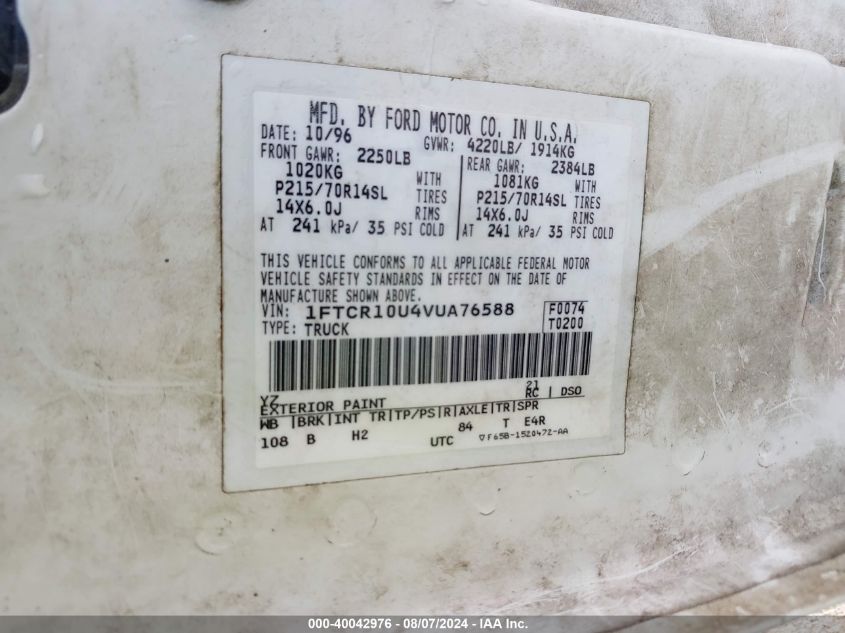 MFD. BY FORD MOTOR CO. IN U.S.A.
DATE: 10/96 GVWR: 4220LB/ 1914KG
FRONT GAWR: 2250LB REAR GAWR: 2384LB
1020KG WITH 1081KG WITH
P215/70R14SL TIRES P215/70R14SL TIRES
14X6.0J RIMS 14X6.0J RIMS
AT 241 kPa/ 35 PSI COLD AT 241 kPa/ 35 PSI COLD
THIS VEHICLE CONFORMS TO ALL APPLICABLE FEDERAL MOTOR
VEHICLE SAFETY STANDARDS IN EFFECT ON THE DATE OF
MANUFACTURE SHOWN ABOVE.
VIN: 1FTCR10U4VUA76588 F0074
TYPE: TRUCK T0200
YZ 21
EXTERIOR PAINT RC | DSO
WB |BRK|INT TR|TP/PS|R|AXLE|TR|SPR
108 B H2 UTC 84 T E4R
▽F65B-1520472-AA
000-40042976 - 08/07/2024 - IAAI.com